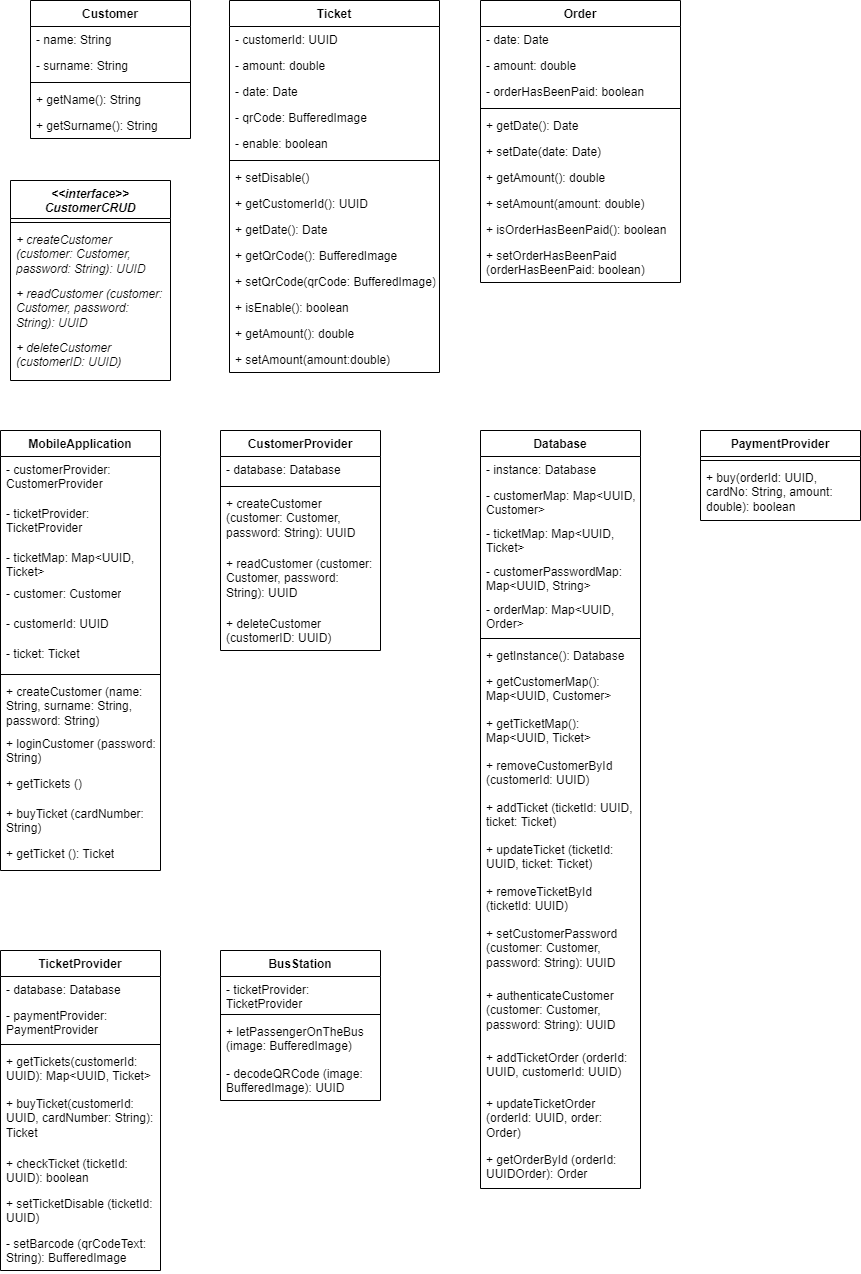 Customer
- name: String
- surname: String
+ getName(): String
+ getSurname(): String
Ticket
- customerId: UUID
- amount: double
- date: Date
- qrCode: BufferedImage
- enable: boolean
+ setDisable()
+ getCustomerId(): UUID
+ getDate(): Date
+ getQrCode(): BufferedImage
+ setQrCode(qrCode: BufferedImage)
+ isEnable(): boolean
+ getAmount(): double
+ setAmount(amount:double)
Order
- date: Date
- amount: double
- orderHasBeenPaid: boolean
+ getDate(): Date
+ setDate(date: Date)
+ getAmount(): double
+ setAmount(amount: double)
+ isOrderHasBeenPaid(): boolean
+ setOrderHasBeenPaid
(orderHasBeenPaid: boolean)
<<interface>>
CustomerCRUD
+ createCustomer
(customer: Customer,
password: String): UUID
+ readCustomer (customer:
Customer, password:
String): UUID
+ deleteCustomer
(customerID: UUID)
MobileApplication
- customerProvider:
CustomerProvider
- ticketProvider:
TicketProvider
- ticketMap: Map<UUID,
Ticket>
- customer: Customer
- customerId: UUID
- ticket: Ticket
+ createCustomer (name:
String, surname: String,
password: String)
+ loginCustomer (password:
String)
+ getTickets ()
+ buyTicket (cardNumber:
String)
+ getTicket (): Ticket
CustomerProvider
- database: Database
+ createCustomer
(customer: Customer,
password: String): UUID
+ readCustomer (customer:
Customer, password:
String): UUID
+ deleteCustomer
(customerID: UUID)
Database
- instance: Database
- customerMap: Map<UUID,
Customer>
- ticketMap: Map<UUID,
Ticket>
- customerPasswordMap:
Map<UUID, String>
- orderMap: Map<UUID,
Order>
+ getInstance(): Database
+ getCustomerMap():
Map<UUID, Customer>
+ getTicketMap():
Map<UUID, Ticket>
+ removeCustomerById
(customerId: UUID)
+ addTicket (ticketId: UUID,
ticket: Ticket)
+ updateTicket (ticketId:
UUID, ticket: Ticket)
+ removeTicketById
(ticketId: UUID)
+ setCustomerPassword
(customer: Customer,
password: String): UUID
+ authenticateCustomer
(customer: Customer,
password: String): UUID
+ addTicketOrder (orderId:
UUID, customerId: UUID)
+ updateTicketOrder
(orderId: UUID, order:
Order)
+ getOrderById (orderId:
UUIDOrder): Order
PaymentProvider
+ buy(orderId: UUID,
cardNo: String, amount:
double): boolean
TicketProvider
- database: Database
- paymentProvider:
PaymentProvider
+ getTickets(customerId:
UUID): Map<UUID, Ticket>
+ buyTicket(customerId:
UUID, cardNumber: String):
Ticket
+ checkTicket (ticketId:
UUID): boolean
+ setTicketDisable (ticketId:
UUID)
- setBarcode (qrCodeText:
String): BufferedImage
BusStation
- ticketProvider:
TicketProvider
+ letPassengerOnTheBus
(image: BufferedImage)
- decodeQRCode (image:
BufferedImage): UUID